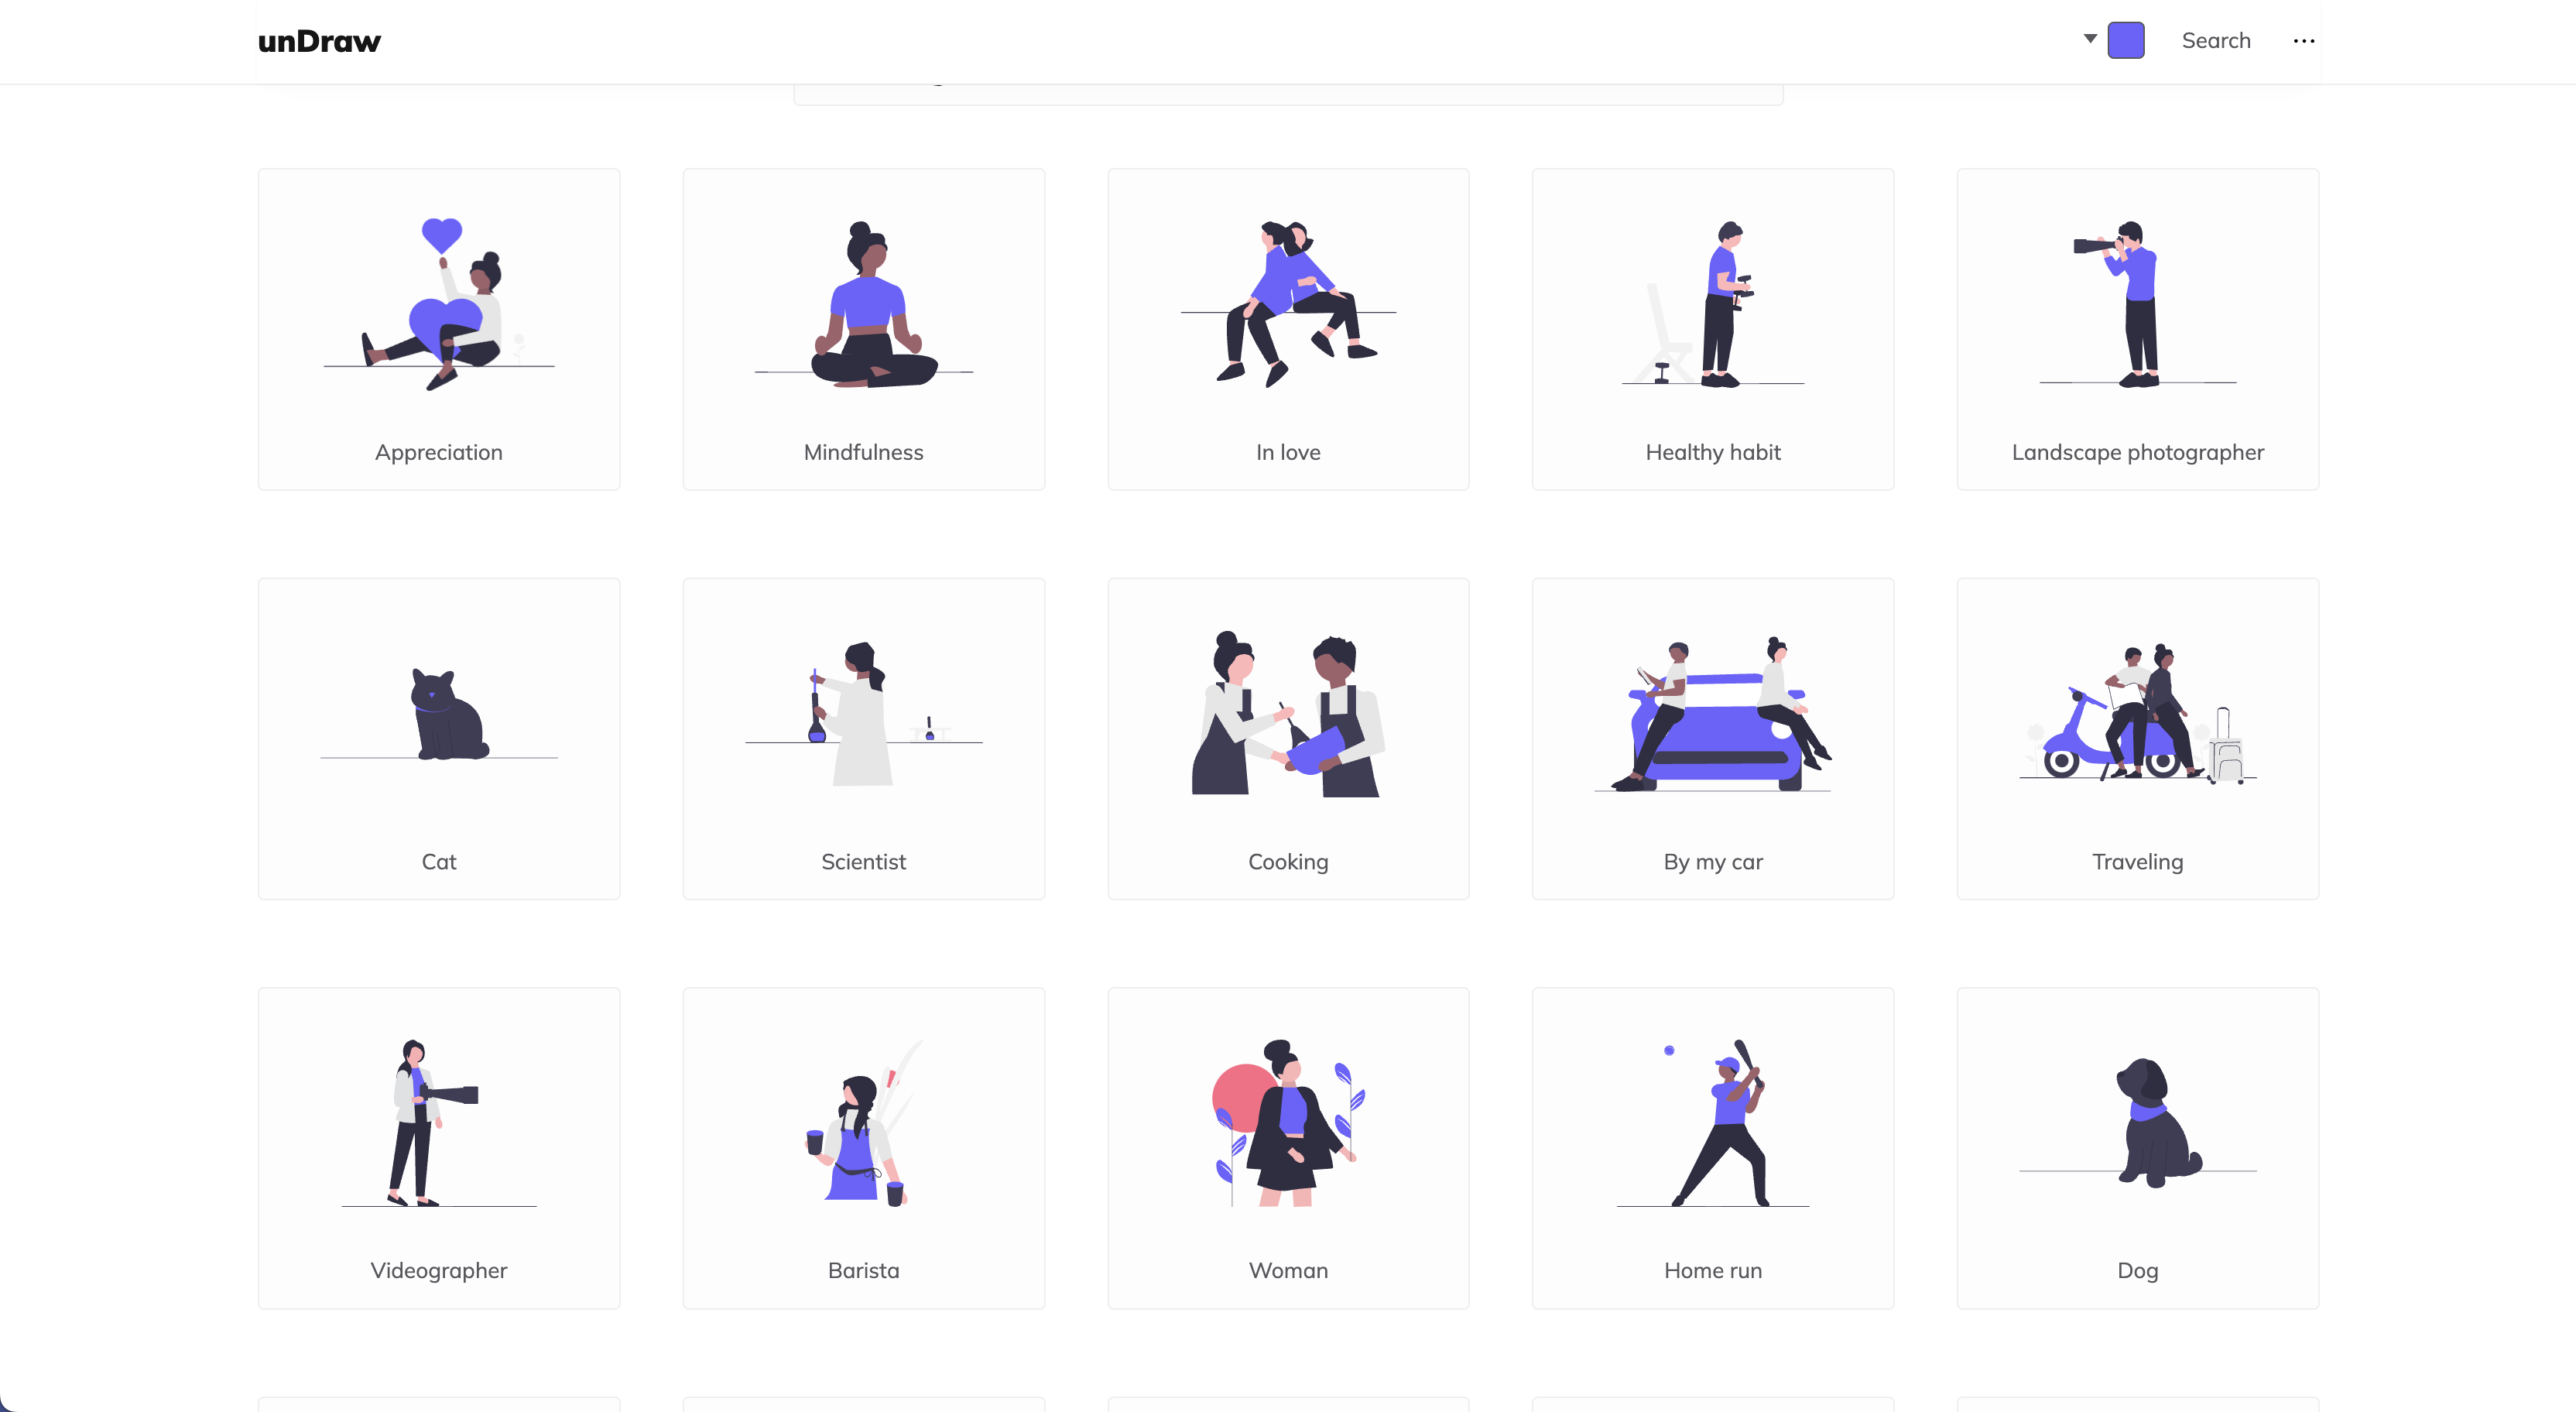 unDraw
Search
Appreciation
Mindfulness
In love
Healthy habit
Landscape photographer
Cat
Scientist
Cooking
By my car
Traveling
Videographer
Barista
Woman
Home run
Dog